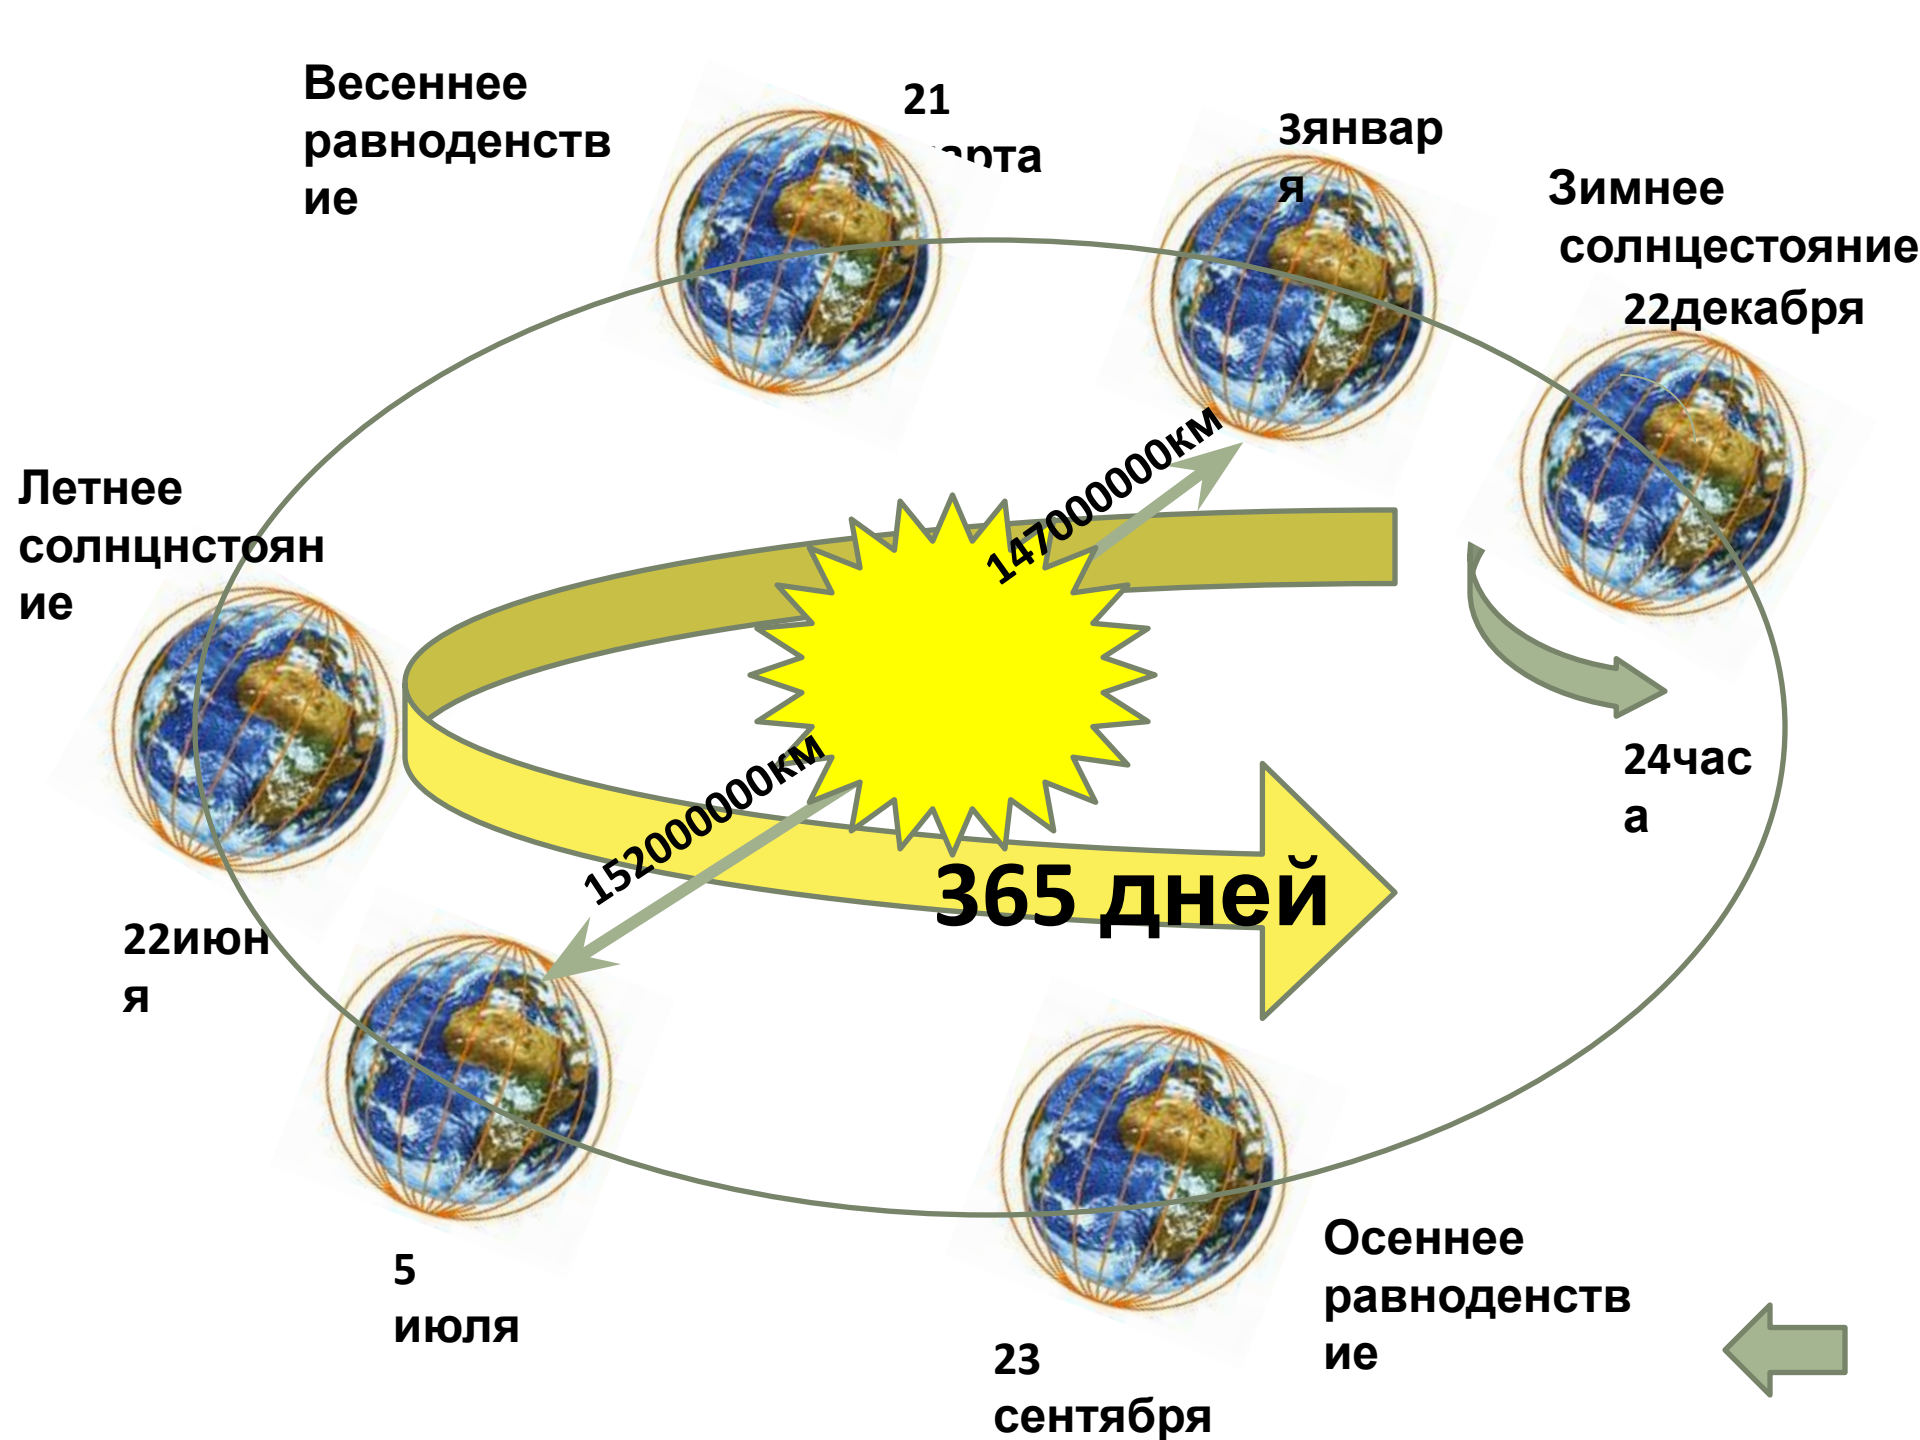 Весеннее
равноденств
ие
21
3январ
я
Зимнее
солнцестояние
22декабря
147000000км
Летнее
солнцнстоян
ие
24час
а
152000000км
365 дней
22июн
я
5
июля
23
сентября
Осеннее
равноденств
ие